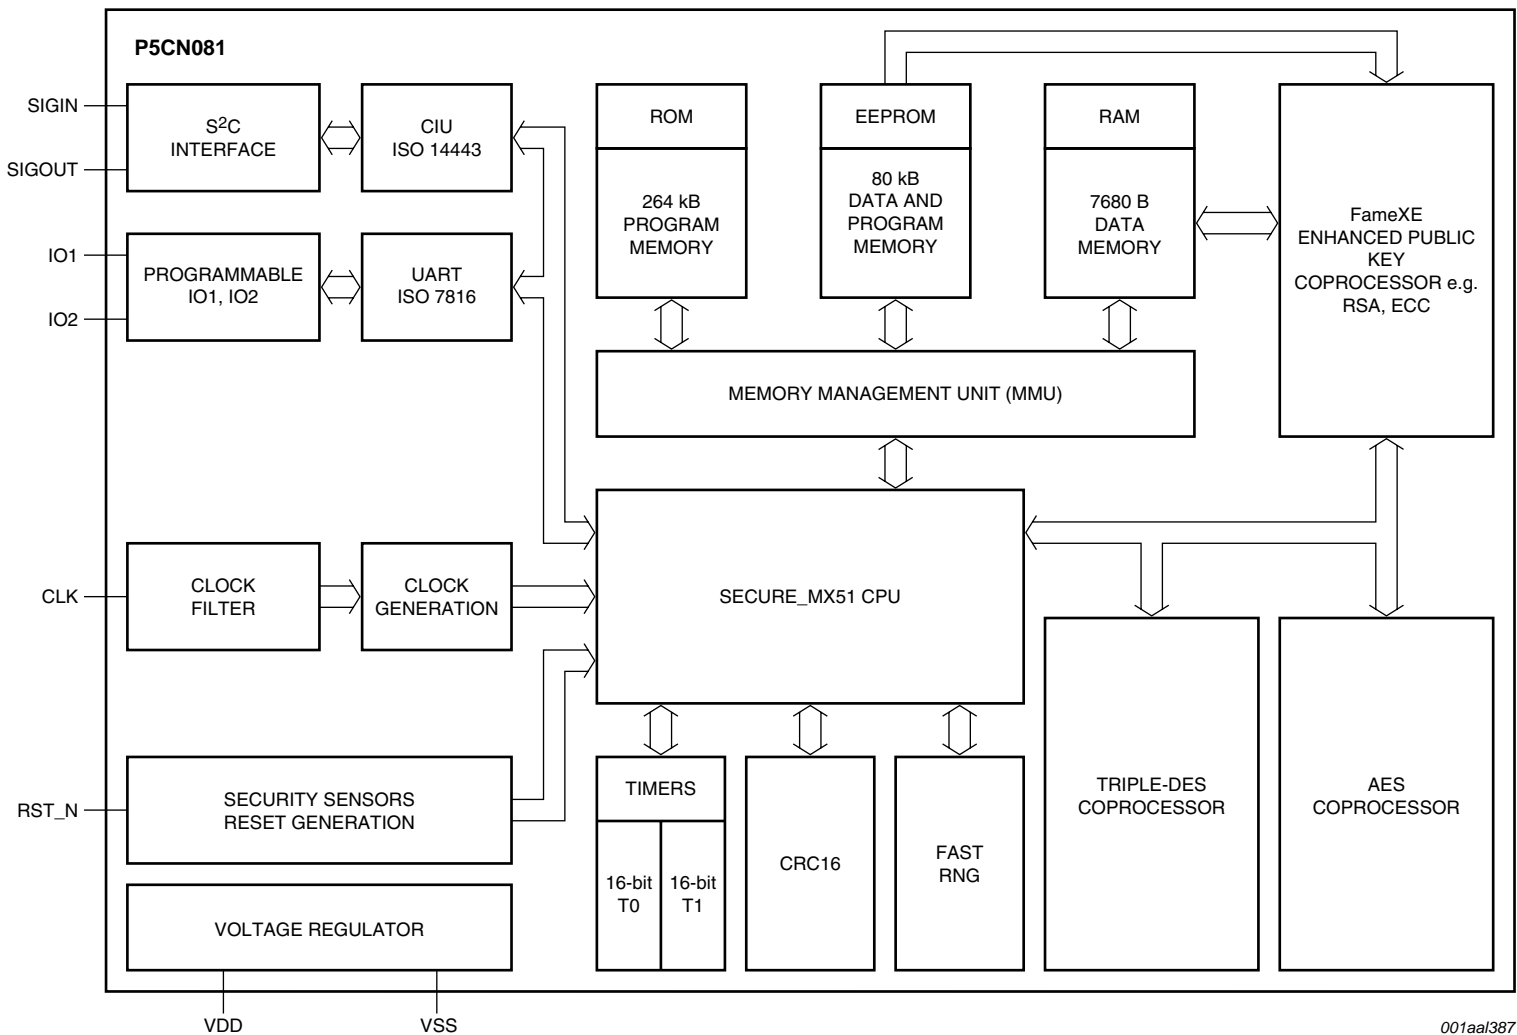 P5CN081
SIGIN
SIGOUT
S²C
INTERFACE
CIU
ISO 14443
IO1
IO2
PROGRAMMABLE
IO1, IO2
UART
ISO 7816
ROM
264 kB
PROGRAM
MEMORY
EEPROM
80 kB
DATA AND
PROGRAM
MEMORY
RAM
7680 B
DATA
MEMORY
FameXE
ENHANCED PUBLIC
KEY
COPROCESSOR e.g.
RSA, ECC
MEMORY MANAGEMENT UNIT (MMU)
CLK
CLOCK
FILTER
CLOCK
GENERATION
SECURE_MX51 CPU
RST_N
SECURITY SENSORS
RESET GENERATION
VOLTAGE REGULATOR
VDD
VSS
TIMERS
16-bit
T0
16-bit
T1
CRC16
FAST
RNG
TRIPLE-DES
COPROCESSOR
AES
COPROCESSOR
001aal387